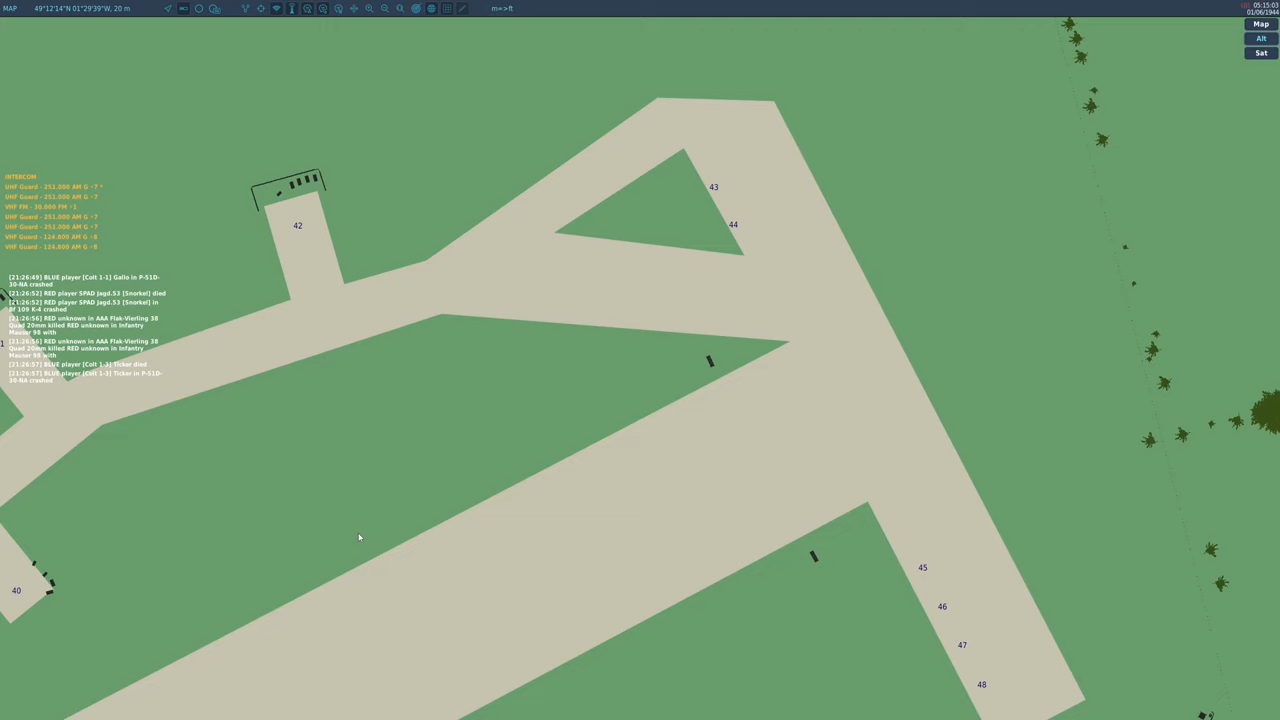 MAP 49°12'14"N 01°29'39"W, 20 m
m=>ft
05:15:03
01/06/1944
Map
Alt
Sat
INTERCOM
UHF Guard - 251.000 AM G -7 *
UHF Guard - 251.000 AM G -7
VHF FM - 30.000 FM -1
UHF Guard - 251.000 AM G -7
UHF Guard - 251.000 AM G -7
VHF Guard - 124.800 AM G -8
VHF Guard - 124.800 AM G -8
[21:26:49] BLUE player [Colt 1-1] Gallo in P-51D-
30-NA crashed
[21:26:52] RED player SPAD Jagd.53 [Snorkel] died
[21:26:52] RED player SPAD Jagd.53 [Snorkel] in
Bf 109 K-4 crashed
[21:26:56] RED unknown in AAA Flak-Vierling 38
Quad 20mm killed RED unknown in Infantry
Mauser 98 with
[21:26:56] RED unknown in AAA Flak-Vierling 38
Quad 20mm killed RED unknown in Infantry
Mauser 98 with
[21:26:57] BLUE player [Colt 1-3] Ticker died
[21:26:57] BLUE player [Colt 1-3] Ticker in P-51D-
30-NA crashed
43
42
44
45
40
46
47
48